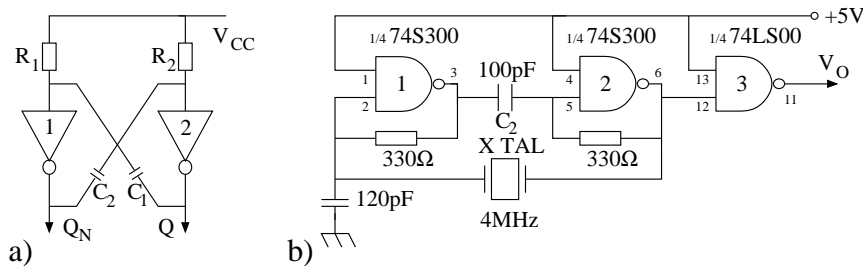 R1
R2
VCC
1
2
C2
C1
QN
Q
a)
+5V
1/4 74S300
1/4 74S300
1/4 74LS00
VO
1
2
1
3
100pF
C2
4
5
2
6
13
12
3
11
330Ω
X TAL
330Ω
120pF
4MHz
b)